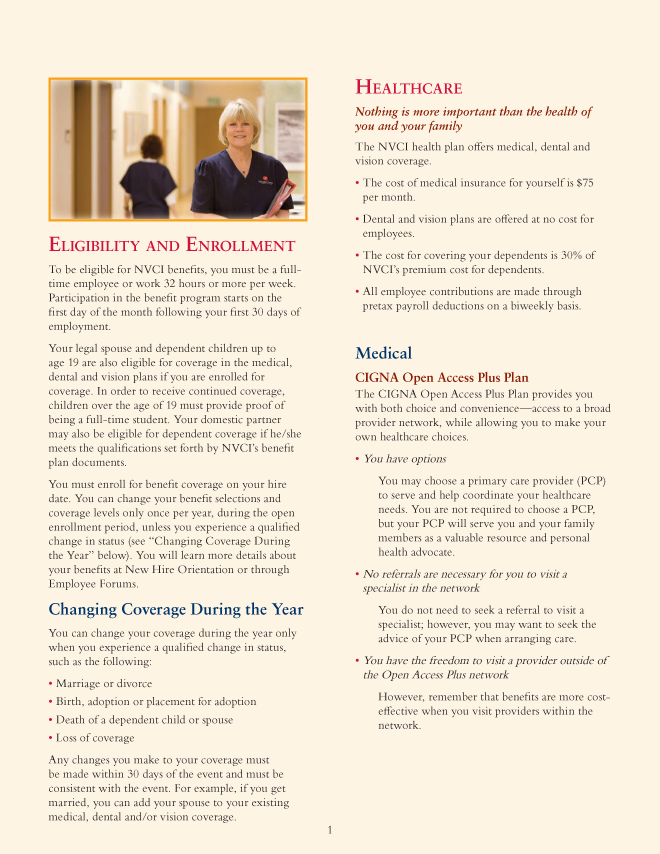 ELIGIBILITY AND ENROLLMENT
To be eligible for NVCI benefits, you must be a full-
time employee or work 32 hours or more per week.
Participation in the benefit program starts on the
first day of the month following your first 30 days of
employment.
Your legal spouse and dependent children up to
age 19 are also eligible for coverage in the medical,
dental and vision plans if you are enrolled for
coverage. In order to receive continued coverage,
children over the age of 19 must provide proof of
being a full-time student. Your domestic partner
may also be eligible for dependent coverage if he/she
meets the qualifications set forth by NVCI's benefit
plan documents.
You must enroll for benefit coverage on your hire
date. You can change your benefit selections and
coverage levels only once per year, during the open
enrollment period, unless you experience a qualified
change in status (see “Changing Coverage During
the Year” below). You will learn more details about
your benefits at New Hire Orientation or through
Employee Forums.
Changing Coverage During the Year
You can change your coverage during the year only
when you experience a qualified change in status,
such as the following:
• Marriage or divorce
• Birth, adoption or placement for adoption
• Death of a dependent child or spouse
• Loss of coverage
Any changes you make to your coverage must
be made within 30 days of the event and must be
consistent with the event. For example, if you get
married, you can add your spouse to your existing
medical, dental and/or vision coverage.
HEALTHCARE
Nothing is more important than the health of
you and your family
The NVCI health plan offers medical, dental and
vision coverage.
• The cost of medical insurance for yourself is $75
per month.
• Dental and vision plans are offered at no cost for
employees.
• The cost for covering your dependents is 30% of
NVCI's premium cost for dependents.
• All employee contributions are made through
pretax payroll deductions on a biweekly basis.
Medical
CIGNA Open Access Plus Plan
The CIGNA Open Access Plus Plan provides you
with both choice and convenience—access to a broad
provider network, while allowing you to make your
own healthcare choices.
• You have options
You may choose a primary care provider (PCP)
to serve and help coordinate your healthcare
needs. You are not required to choose a PCP,
but your PCP will serve you and your family
members as a valuable resource and personal
health advocate.
• No referrals are necessary for you to visit a
specialist in the network
You do not need to seek a referral to visit a
specialist; however, you may want to seek the
advice of your PCP when arranging care.
• You have the freedom to visit a provider outside of
the Open Access Plus network
However, remember that benefits are more cost-
effective when you visit providers within the
network.
1